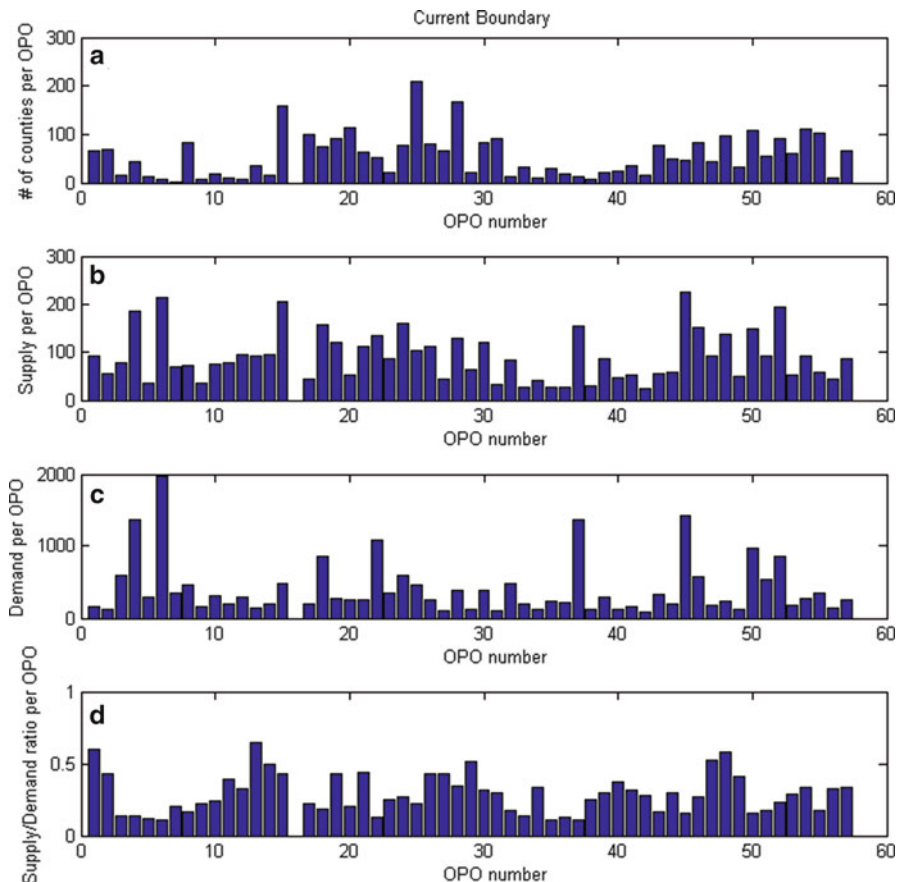 Current Boundary
a
# of counties per OPO
300
200
100
0
0 10 20 30 40 50 60
OPO number
b
Supply per OPO
300
200
100
0
0 10 20 30 40 50 60
OPO number
c
Demand per OPO
2000
1000
0
0 10 20 30 40 50 60
OPO number
d
Supply/Demand ratio per OPO
1
0.5
0
0 10 20 30 40 50 60
OPO number